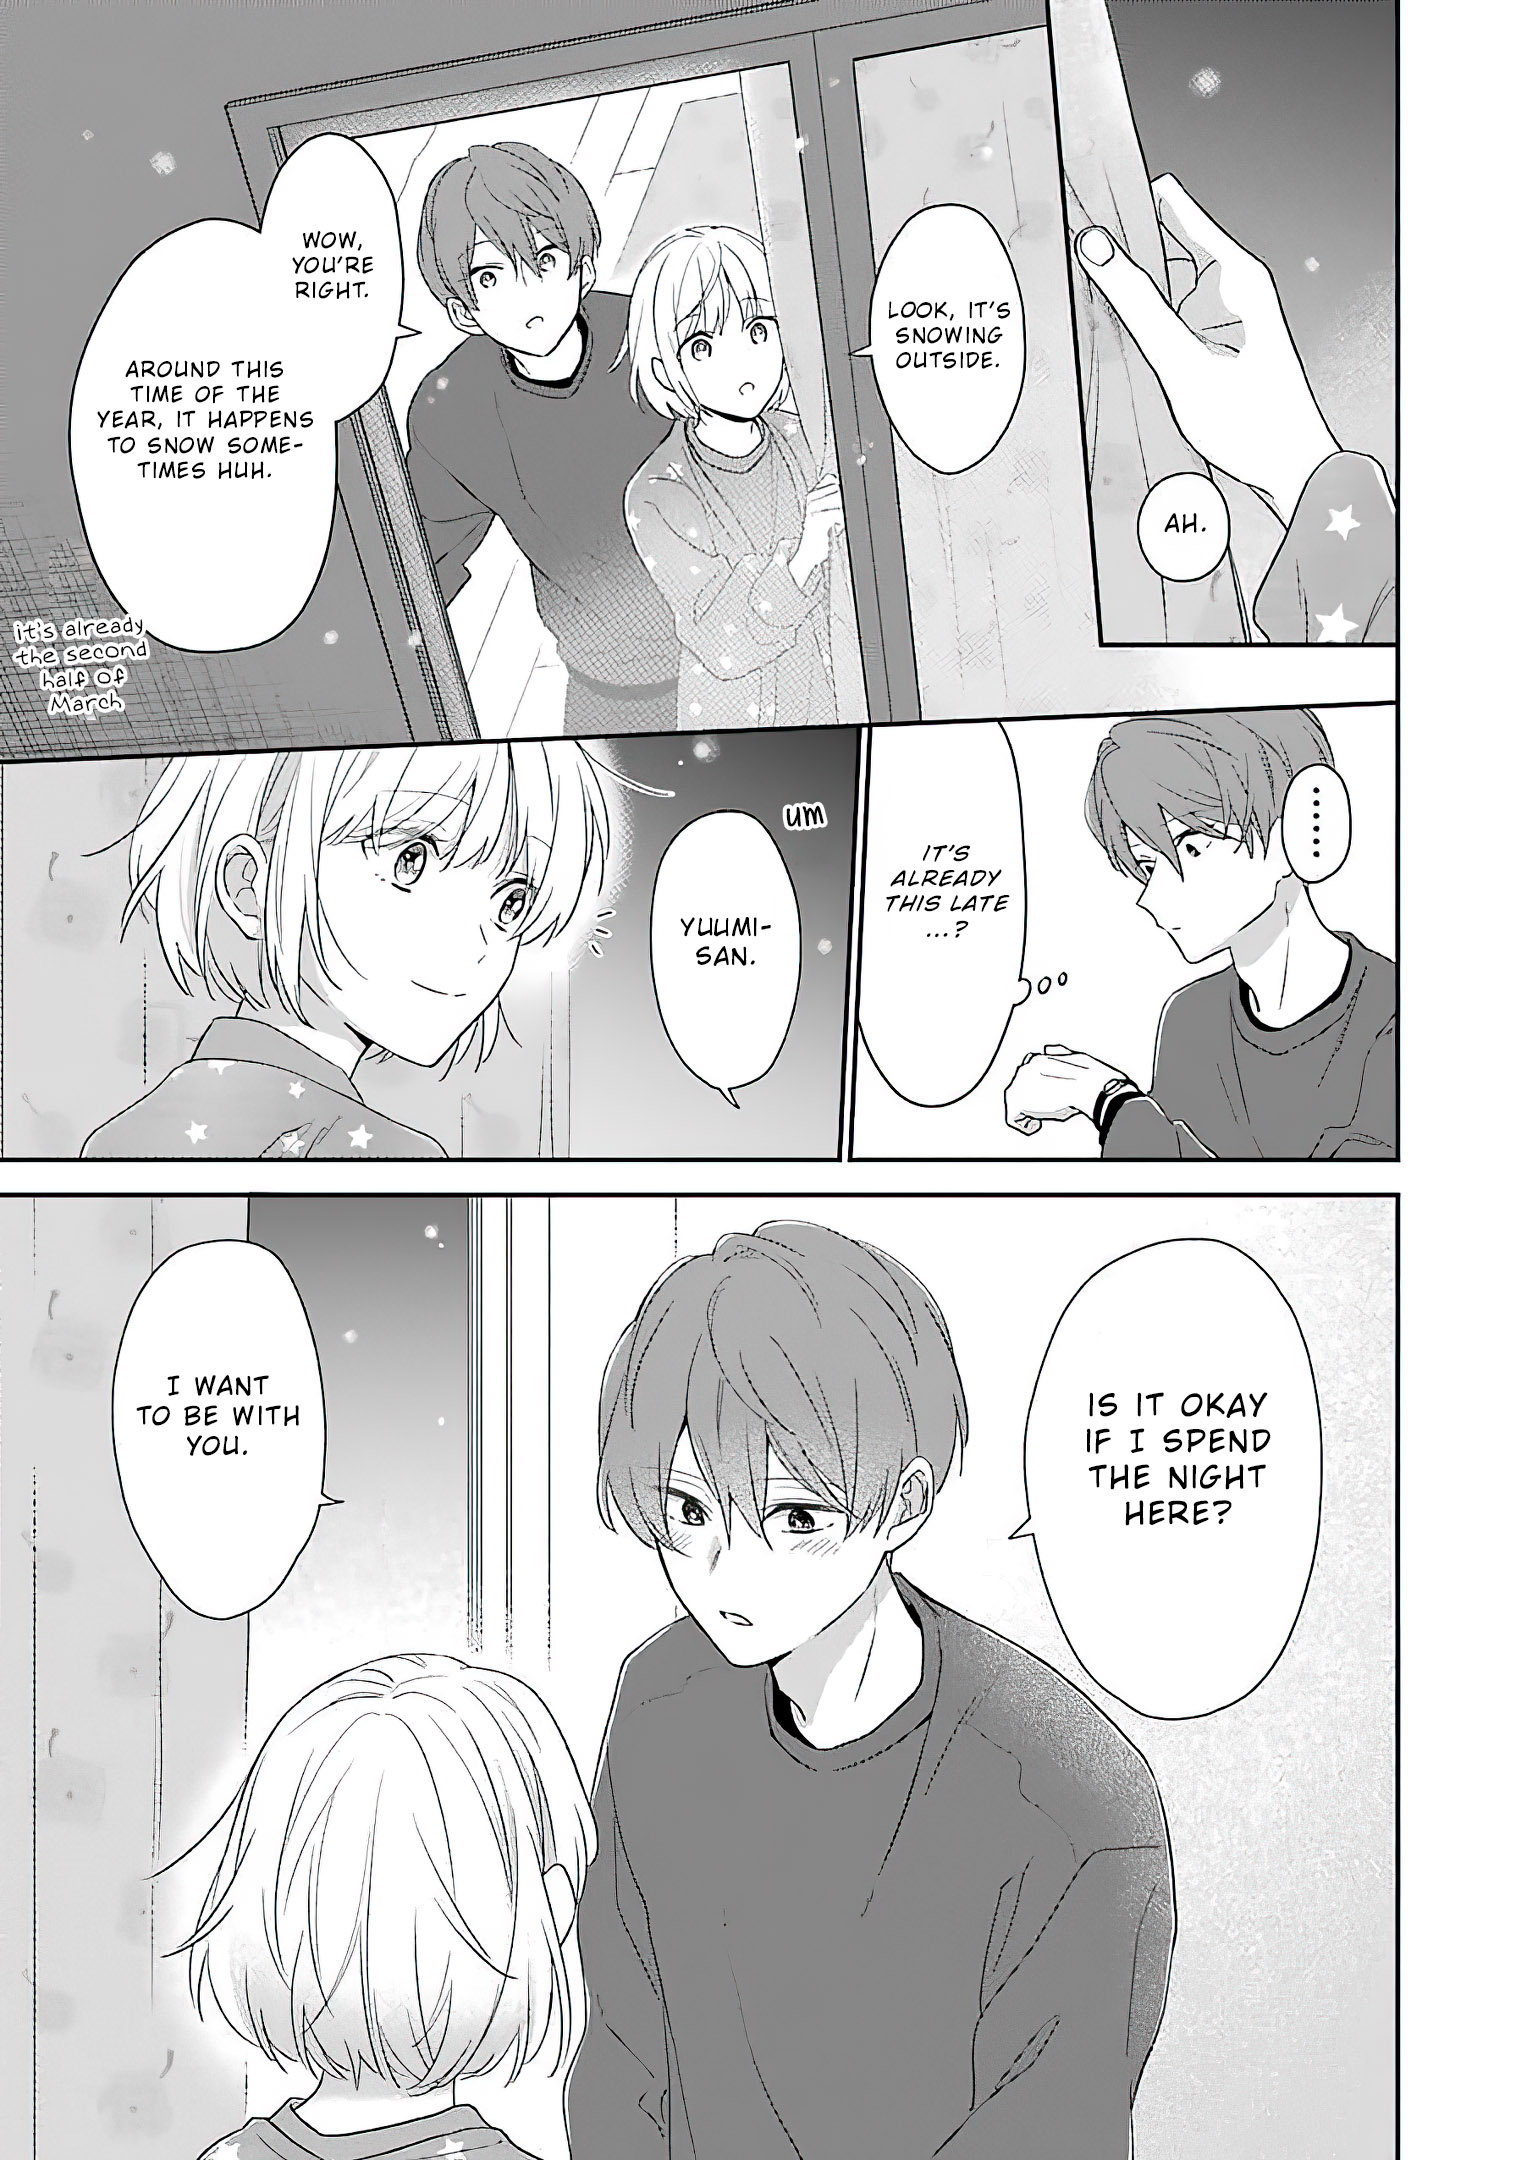 AH.
LOOK, IT'S
SNOWING
OUTSIDE.
WOW,
YOU'RE
RIGHT.
AROUND THIS
TIME OF THE
YEAR, IT HAPPENS
TO SNOW SOME-
TIMES HUH.
it's already
the second
half of
March
......
IT'S
ALREADY
THIS LATE
...?
um
YUUMI-
SAN.
IS IT OKAY
IF I SPEND
THE NIGHT
HERE?
I WANT
TO BE WITH
YOU.